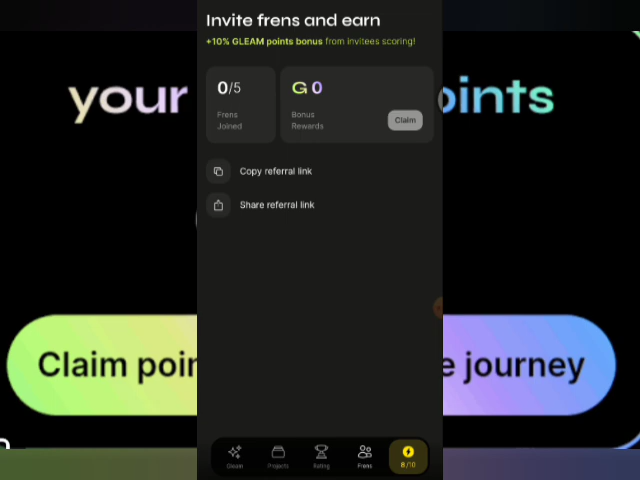 Invite frens and earn
+10% GLEAM points bonus from invitees scoring!
your
oints
0/5
G 0
Frens
Joined
Bonus
Rewards
Claim
Copy referral link
Share referral link
Claim poin
e journey
Gleam
Projects
Rating
Frens
8/10